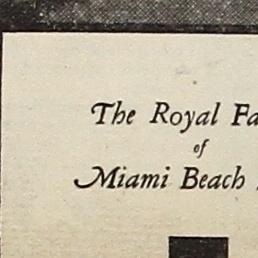 The Royal Fa
of
Miami Beach